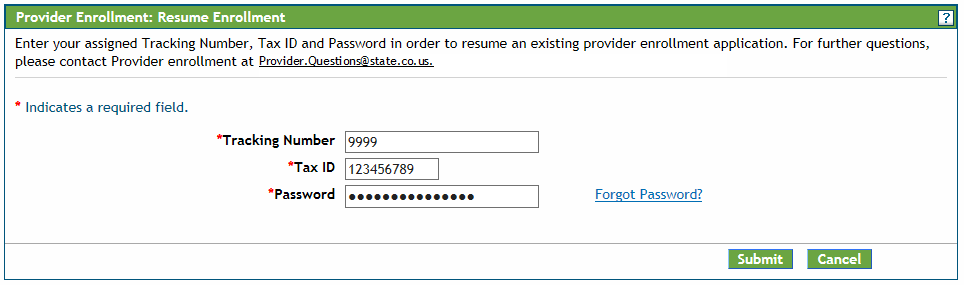 Provider Enrollment: Resume Enrollment ?
Enter your assigned Tracking Number, Tax ID and Password in order to resume an existing provider enrollment application. For further questions,
please contact Provider enrollment at Provider.Questions@state.co.us.
* Indicates a required field.
*Tracking Number 9999
*Tax ID 123456789
*Password ●●●●●●●●●●●●●●● Forgot Password?
Submit Cancel